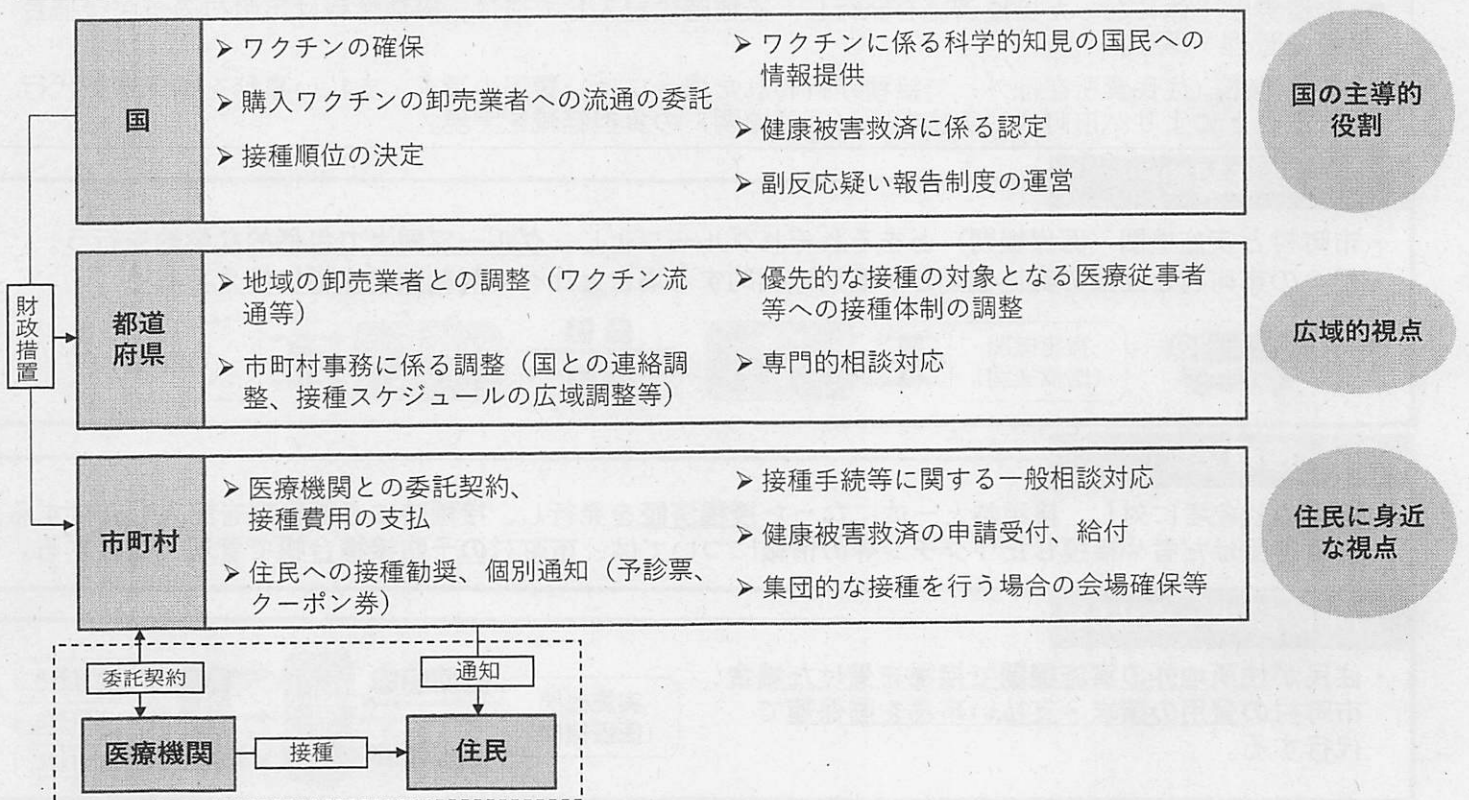 国
➤ ワクチンの確保
➤ 購入ワクチンの卸売業者への流通の委託
➤ 接種順位の決定
➤ ワクチンに係る科学的知見の国民への
情報提供
➤ 健康被害救済に係る認定
➤ 副反応疑い報告制度の運営
国の主導的
役割
財政措置
都道
府県
➤ 地域の卸売業者との調整（ワクチン流
通等）
➤ 市町村事務に係る調整（国との連絡調
整、接種スケジュールの広域調整等）
➤ 優先的な接種の対象となる医療従事者
等への接種体制の調整
➤ 専門的相談対応
広域的視点
市町村
➤ 医療機関との委託契約、
接種費用の支払
➤ 住民への接種勧奨、個別通知（予診票、
クーポン券）
➤ 接種手続等に関する一般相談対応
➤ 健康被害救済の申請受付、給付
➤ 集団的な接種を行う場合の会場確保等
住民に身近
な視点
委託契約
通知
医療機関
接種
住民